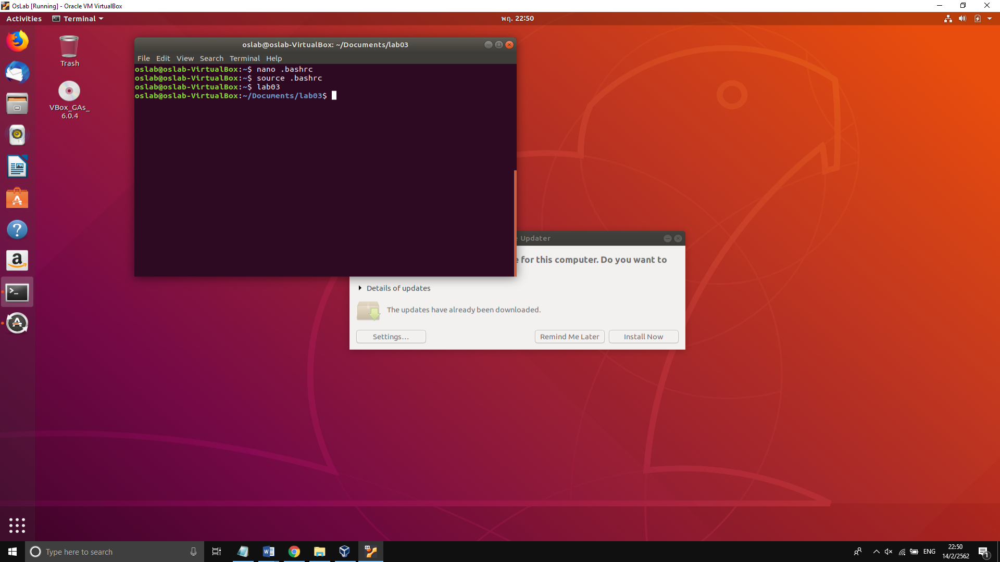 OsLab [Running] - Oracle VM VirtualBox
Activities
Terminal
พฤ. 22:50
Trash
VBox_GAs_
6.0.4
oslab@oslab-VirtualBox: ~/Documents/lab03
File Edit View Search Terminal Help
oslab@oslab-VirtualBox:~$ nano .bashrc
oslab@oslab-VirtualBox:~$ source .bashrc
oslab@oslab-VirtualBox:~$ lab03
oslab@oslab-VirtualBox:~/Documents/lab03$
Updater
for this computer. Do you want to
Details of updates
The updates have already been downloaded.
Settings...
Remind Me Later
Install Now
Type here to search
ENG
22:50
14/2/2562
1